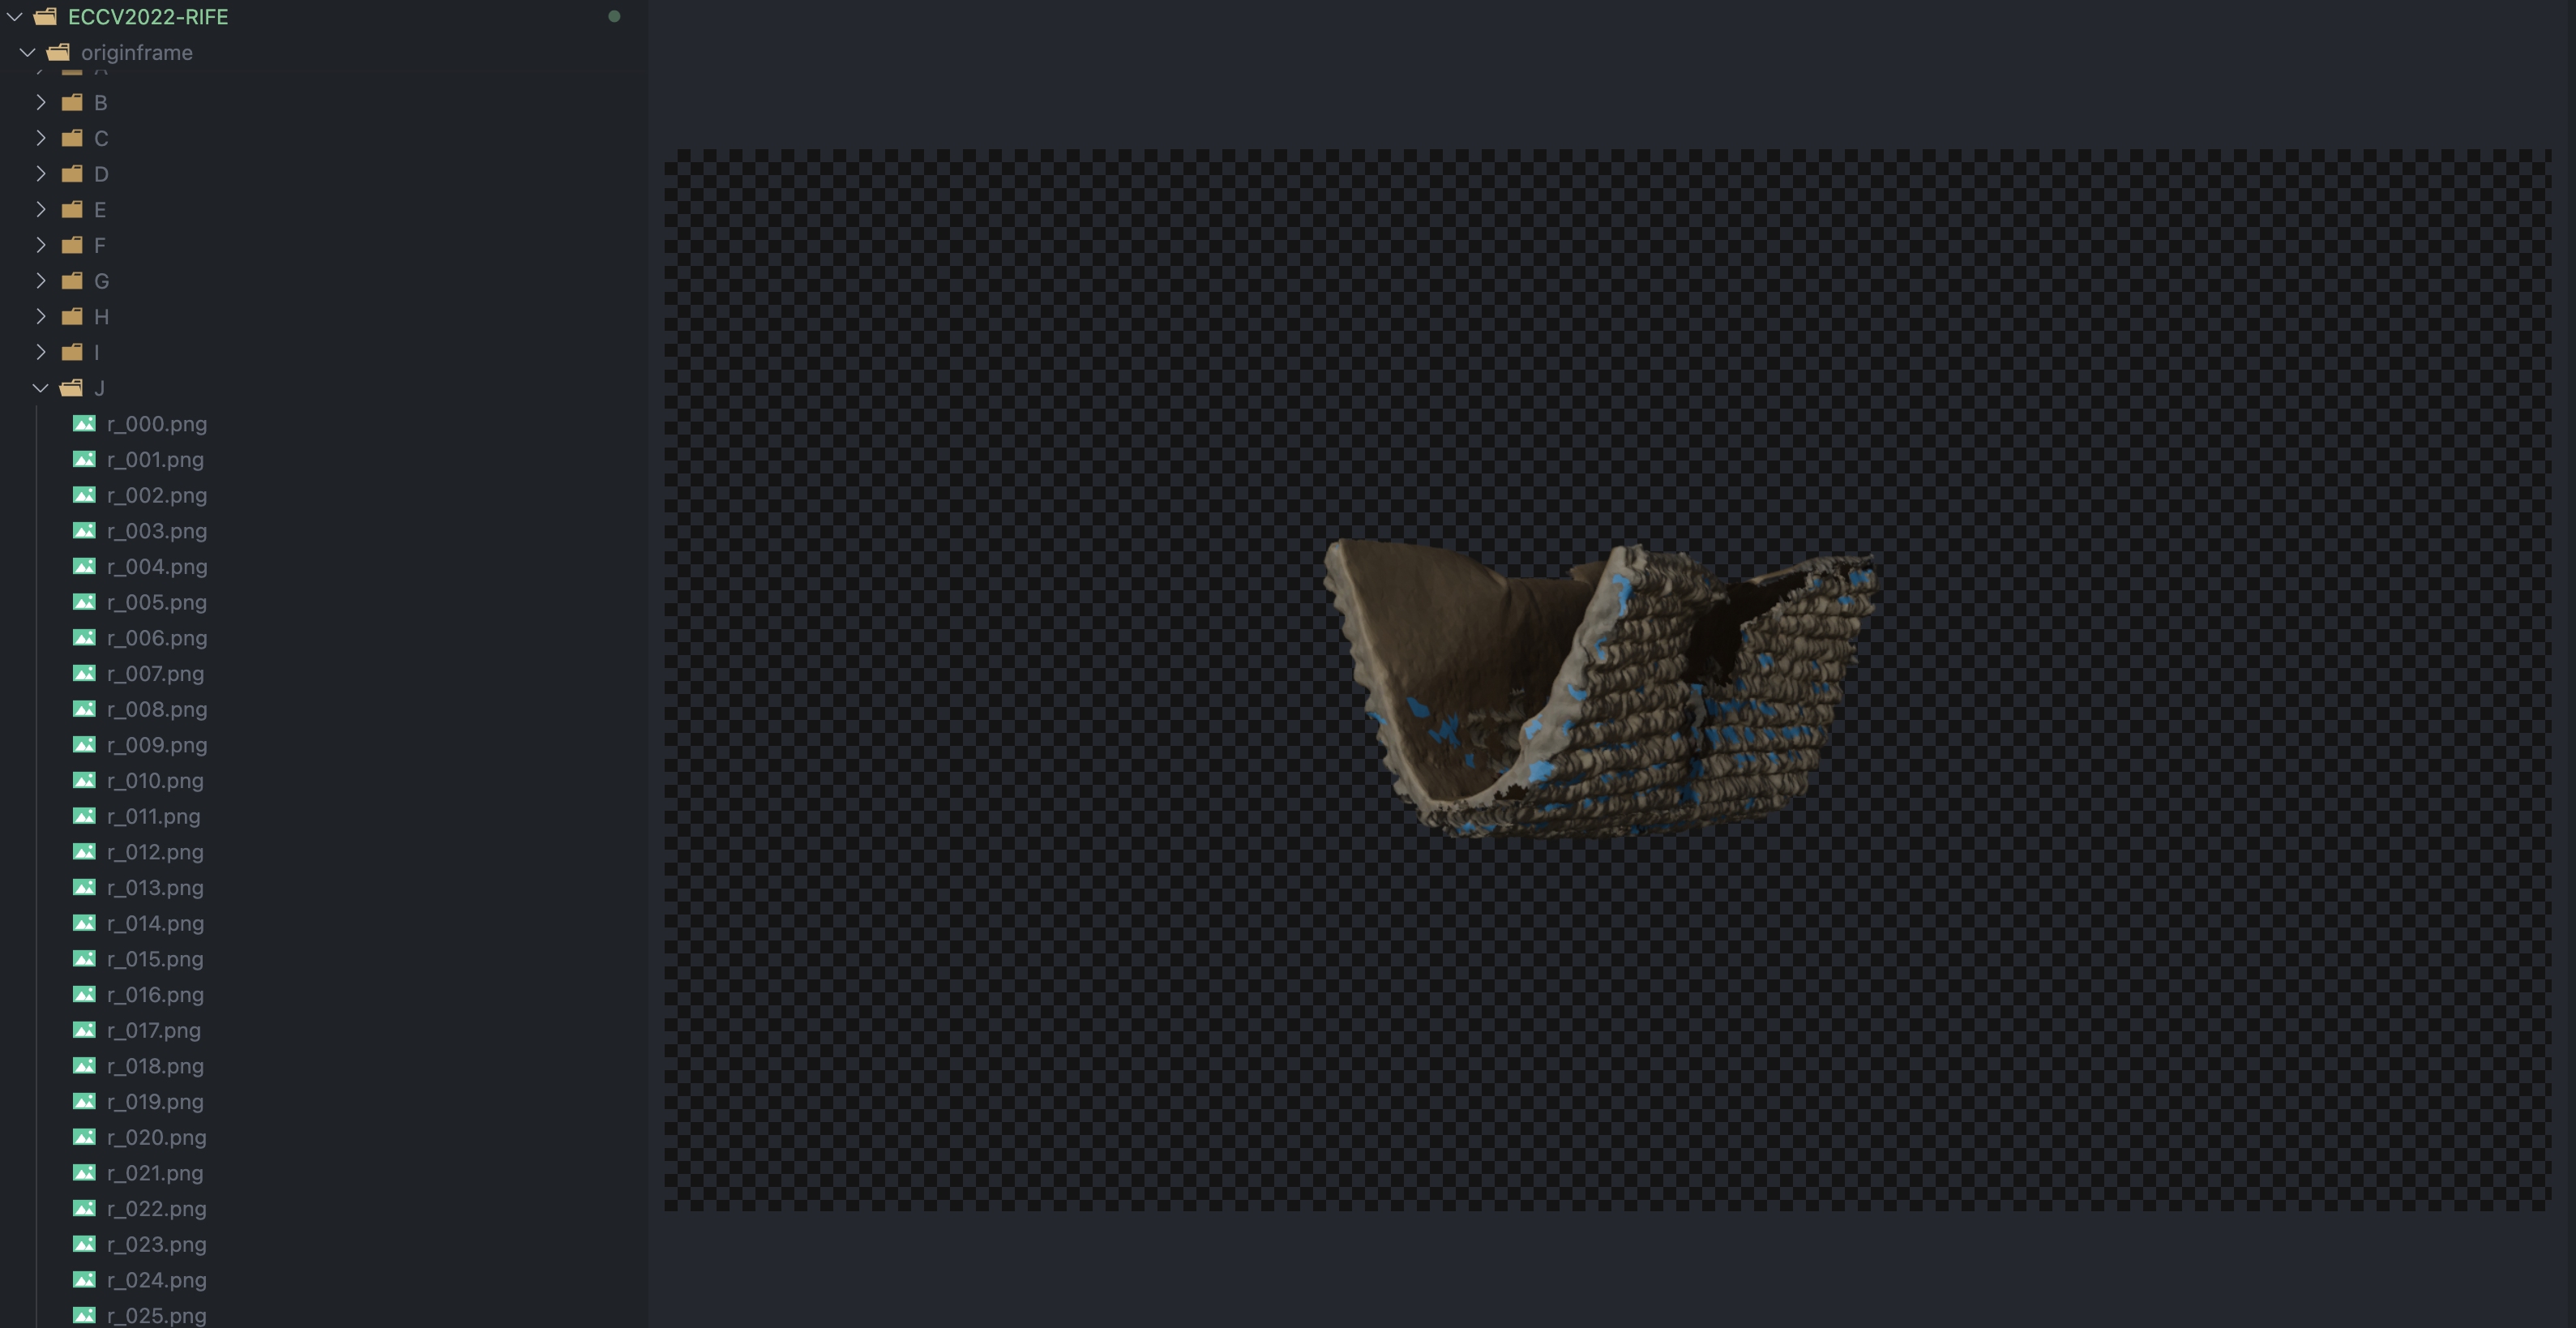 ECCV2022-RIFE
originframe
B
C
D
E
F
G
H
I
J
r_000.png
r_001.png
r_002.png
r_003.png
r_004.png
r_005.png
r_006.png
r_007.png
r_008.png
r_009.png
r_010.png
r_011.png
r_012.png
r_013.png
r_014.png
r_015.png
r_016.png
r_017.png
r_018.png
r_019.png
r_020.png
r_021.png
r_022.png
r_023.png
r_024.png
r_025.png